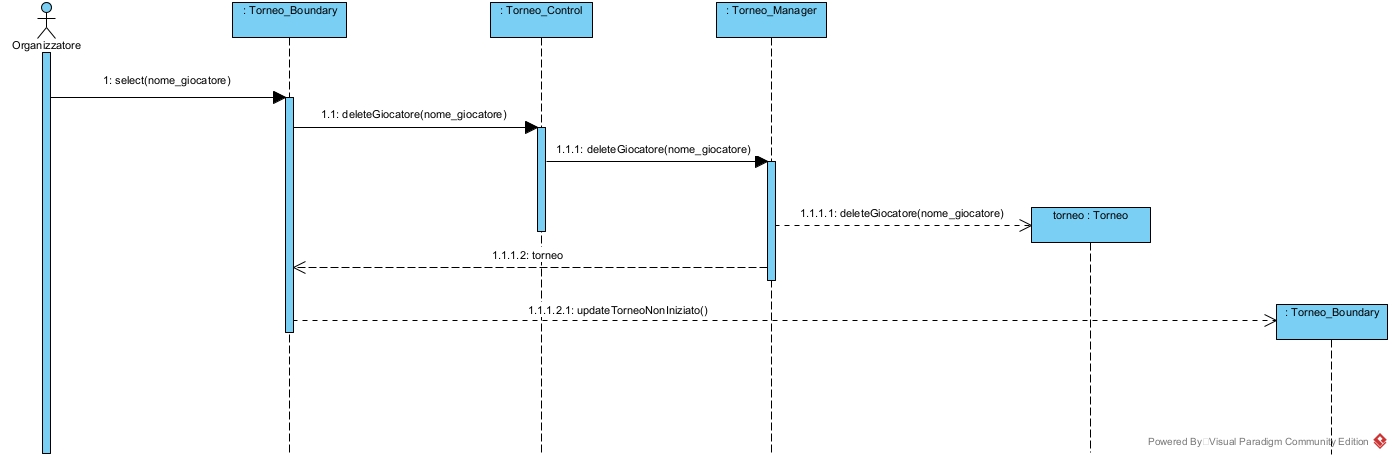 : Torneo_Boundary
: Torneo_Control
: Torneo_Manager
Organizzatore
1: select(nome_giocatore)
1.1: deleteGiocatore(nome_giocatore)
1.1.1: deleteGiocatore(nome_giocatore)
1.1.1.1: deleteGiocatore(nome_giocatore)
torneo : Torneo
1.1.1.2: torneo
1.1.1.2.1: updateTorneoNonIniziato()
: Torneo_Boundary
Powered By Visual Paradigm Community Edition